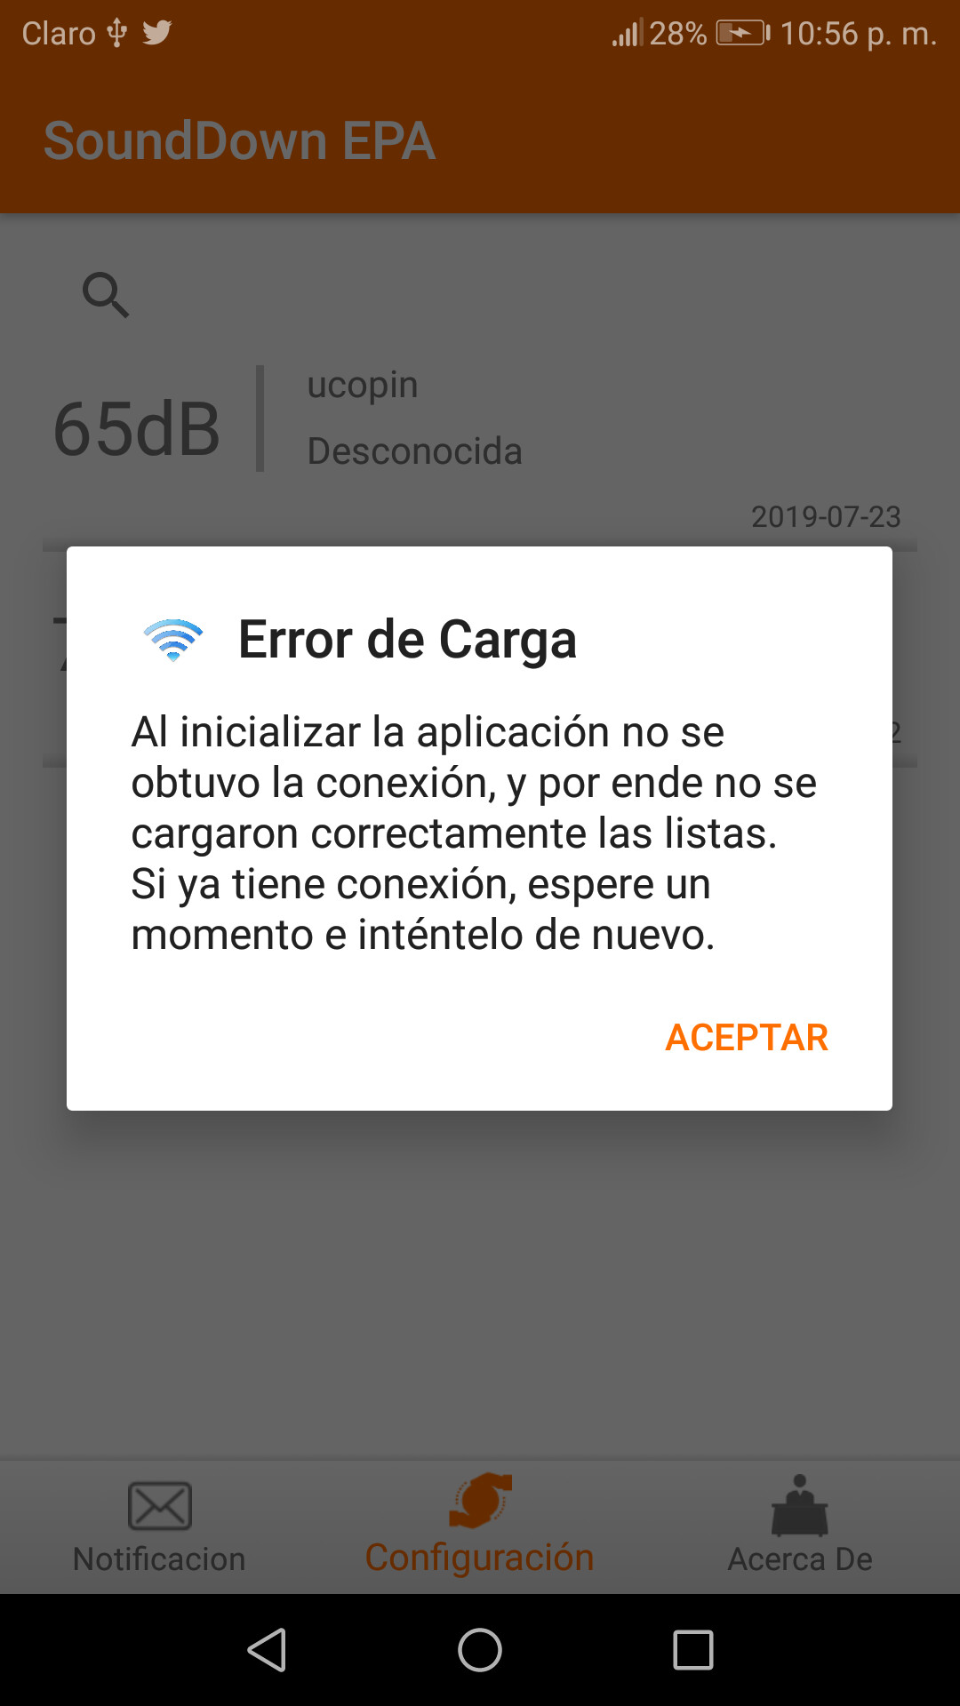 Claro 28% 10:56 p. m.
SoundDown EPA
65dB
ucopin
Desconocida
2019-07-23
Error de Carga
Al inicializar la aplicación no se
obtuvo la conexión, y por ende no se
cargaron correctamente las listas.
Si ya tiene conexión, espere un
momento e inténtelo de nuevo.
ACEPTAR
Notificacion
Configuración
Acerca De